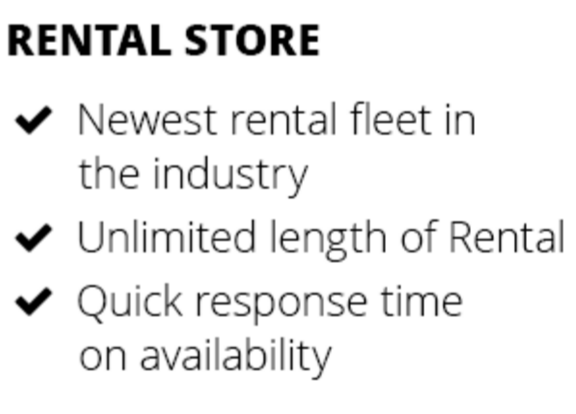 RENTAL STORE
Newest rental fleet in
the industry
Unlimited length of Rental
Quick response time
on availability